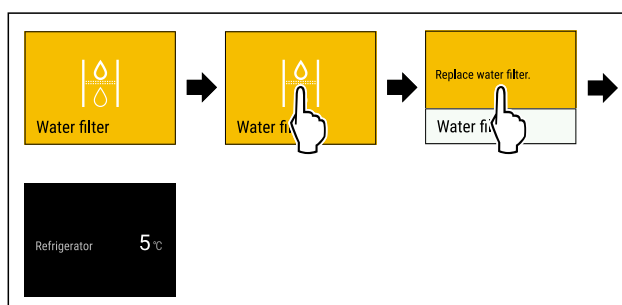 Water filter
Water fi
Replace water filter.
Water fi
Refrigerator 5 °C